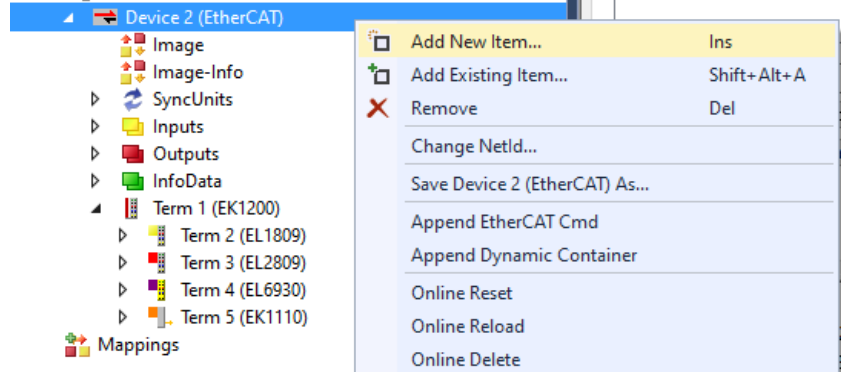 Device 2 (EtherCAT)
Image
Image-Info
SyncUnits
Inputs
Outputs
InfoData
Term 1 (EK1200)
Term 2 (EL1809)
Term 3 (EL2809)
Term 4 (EL6930)
Term 5 (EK1110)
Mappings
Add New Item... Ins
Add Existing Item... Shift+Alt+A
Remove Del
Change NetId...
Save Device 2 (EtherCAT) As...
Append EtherCAT Cmd
Append Dynamic Container
Online Reset
Online Reload
Online Delete